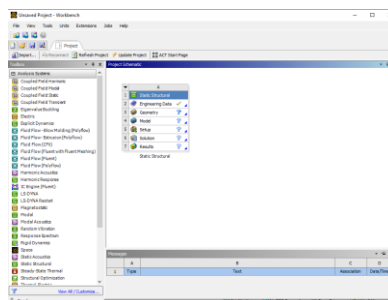 Unsaved Project - Workbench
File View Tools Units Extensions Jobs Help
Project
Import... Reconnect Refresh Project Update Project ACT Start Page
Toolbox
Analysis Systems
Coupled Field Harmonic
Coupled Field Modal
Coupled Field Static
Coupled Field Transient
Eigenvalue Buckling
Electric
Explicit Dynamics
Fluid Flow - Blow Molding (Polyflow)
Fluid Flow - Extrusion (Polyflow)
Fluid Flow (CFX)
Fluid Flow (Fluent with Fluent Meshing)
Fluid Flow (Fluent)
Fluid Flow (Polyflow)
Harmonic Acoustics
Harmonic Response
IC Engine (Fluent)
LS-DYNA
LS-DYNA Restart
Magnetostatic
Modal
Modal Acoustics
Random Vibration
Response Spectrum
Rigid Dynamics
Speos
Static Acoustics
Static Structural
Steady-State Thermal
Structural Optimization
View All / Customize...
Project Schematic
A
1 Static Structural
2 Engineering Data
3 Geometry
4 Model
5 Setup
6 Solution
7 Results
Static Structural
Messages
A B C D
1 Type Text Association Date/Time